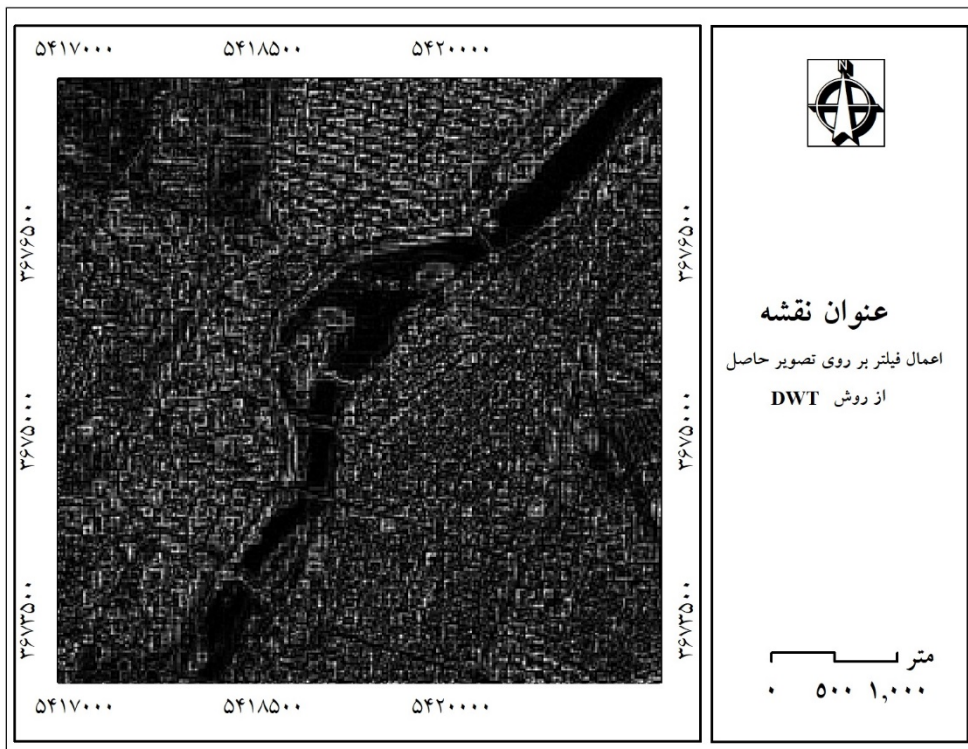 ۵۴۱۷۰۰۰ ۵۴۱۸۵۰۰ ۵۴۲۰۰۰۰
۳۶۷۶۵۰۰ ۳۶۷۶۵۰۰
۳۶۷۵۰۰۰ ۳۶۷۵۰۰۰
۳۶۷۳۵۰۰ ۳۶۷۳۵۰۰
۵۴۱۷۰۰۰ ۵۴۱۸۵۰۰ ۵۴۲۰۰۰۰
N
عنوان نقشه
اعمال فیلتر بر روی تصویر حاصل
از روش DWT
متر
۰ ۵۰۰ ۱,۰۰۰